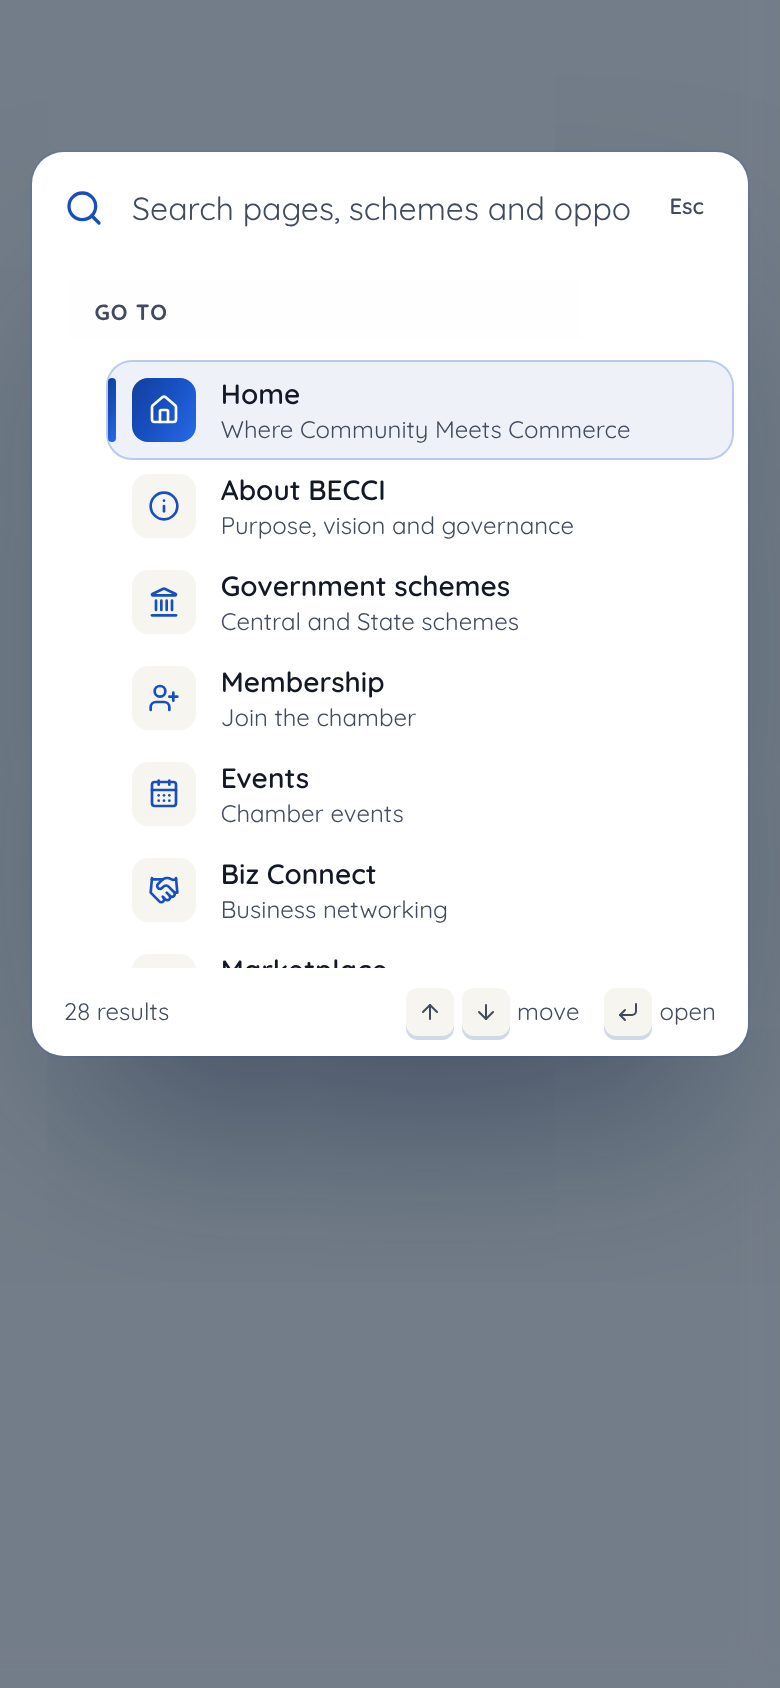 Search pages, schemes and oppo
Esc
GO TO
Home
Where Community Meets Commerce
About BECCI
Purpose, vision and governance
Government schemes
Central and State schemes
Membership
Join the chamber
Events
Chamber events
Biz Connect
Business networking
Marketplace
28 results
↑ ↓ move ↵ open